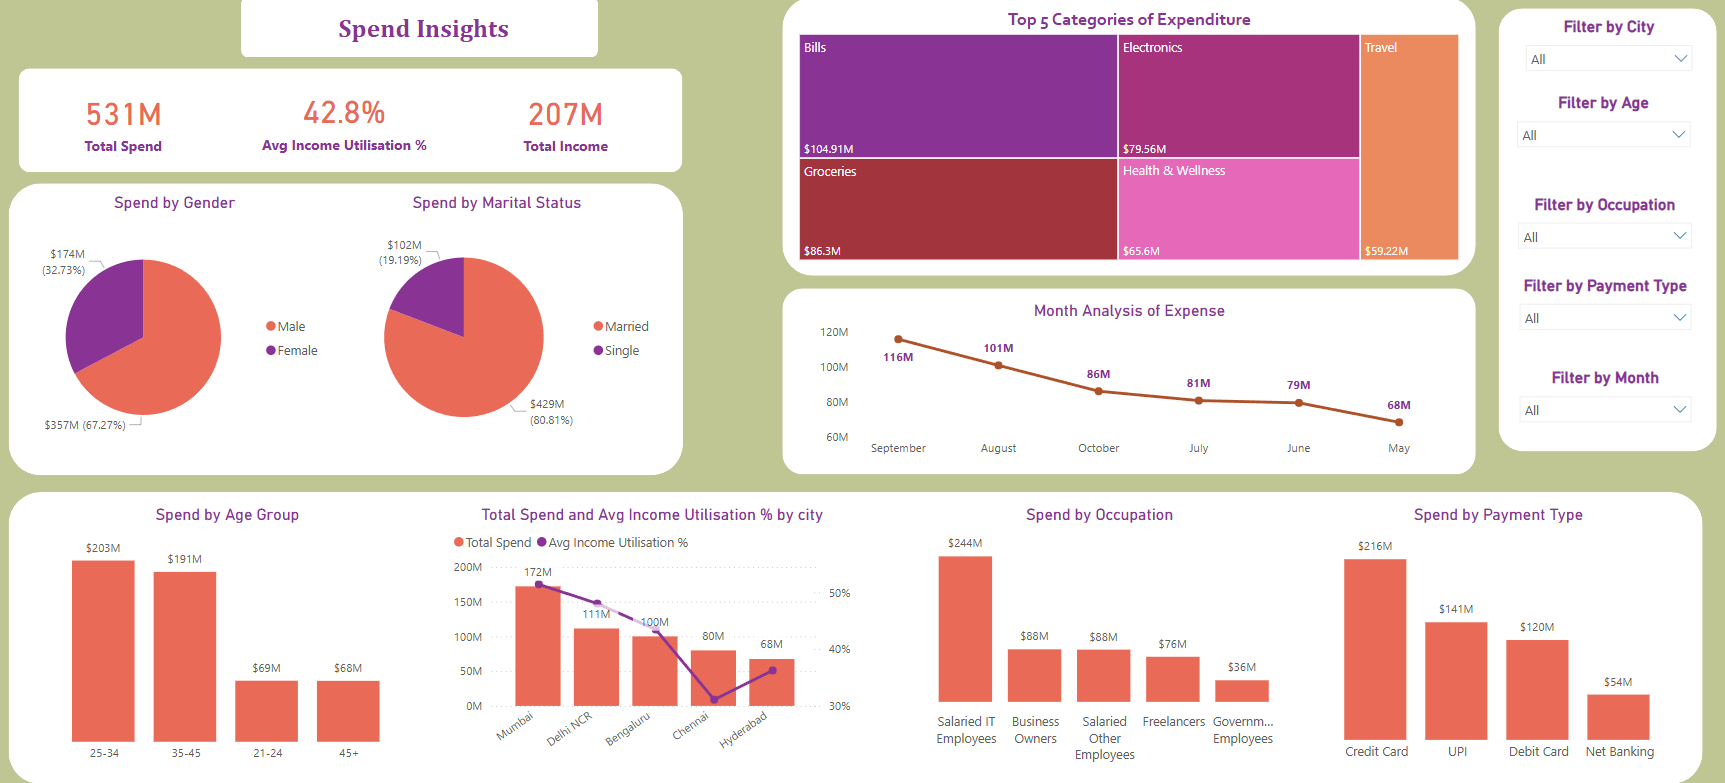 Spend Insights
531M
Total Spend
42.8%
Avg Income Utilisation %
207M
Total Income
Spend by Gender
$174M
(32.73%)
$357M (67.27%)
Male
Female
Spend by Marital Status
$102M
(19.19%)
$429M
(80.81%)
Married
Single
Top 5 Categories of Expenditure
Bills
$104.91M
Electronics
$79.56M
Travel
$59.22M
Groceries
$86.3M
Health & Wellness
$65.6M
Month Analysis of Expense
120M
100M
80M
60M
116M
101M
86M
81M
79M
68M
September
August
October
July
June
May
Filter by City
All
Filter by Age
All
Filter by Occupation
All
Filter by Payment Type
All
Filter by Month
All
Spend by Age Group
$203M
$191M
$69M
$68M
25-34
35-45
21-24
45+
Total Spend and Avg Income Utilisation % by city
Total Spend
Avg Income Utilisation %
200M
150M
100M
50M
0M
172M
111M
100M
80M
68M
50%
40%
30%
Mumbai
Delhi NCR
Bengaluru
Chennai
Hyderabad
Spend by Occupation
$244M
$88M
$88M
$76M
$36M
Salaried IT
Employees
Business
Owners
Salaried
Other
Employees
Freelancers
Governm...
Employees
Spend by Payment Type
$216M
$141M
$120M
$54M
Credit Card
UPI
Debit Card
Net Banking